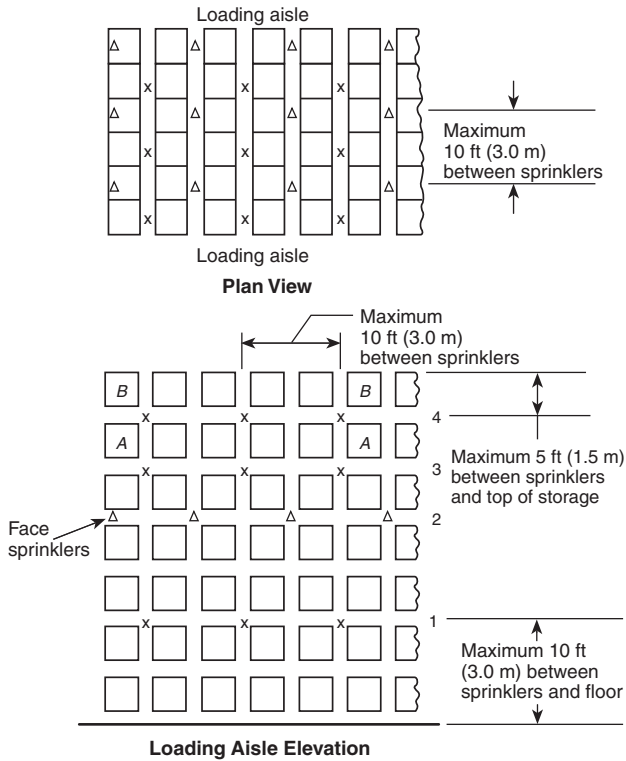 Loading aisle
x x x
Maximum
10 ft (3.0 m)
between sprinklers
x x x
x x x
Loading aisle
Plan View
Maximum
10 ft (3.0 m)
between sprinklers
B B
x x x 4
A A
Maximum 5 ft (1.5 m)
between sprinklers
and top of storage
x x x 3
Face
sprinklers
2
x x x 1
Maximum 10 ft
(3.0 m) between
sprinklers and floor
Loading Aisle Elevation